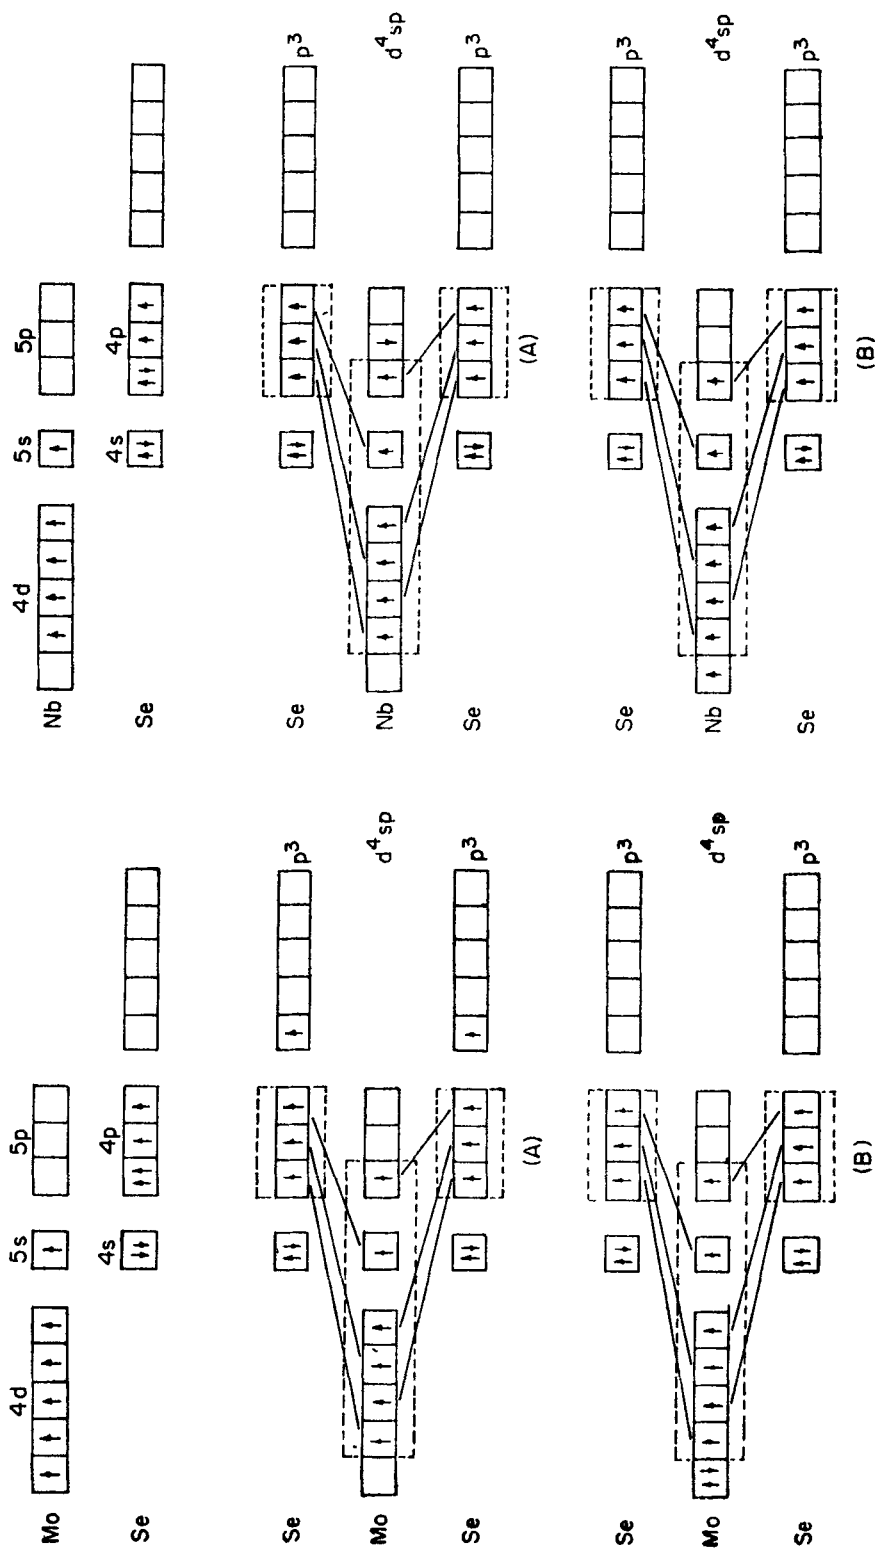 4d 5s 5p
Mo
4s 4p
Se
Se p³
Mo d⁴sp
Se p³
(A)
Se p³
Mo d⁴sp
Se p³
(B)
4d 5s 5p
Nb
4s 4p
Se
Se p³
Nb d⁴sp
Se p³
(A)
Se p³
Nb d⁴sp
Se p³
(B)